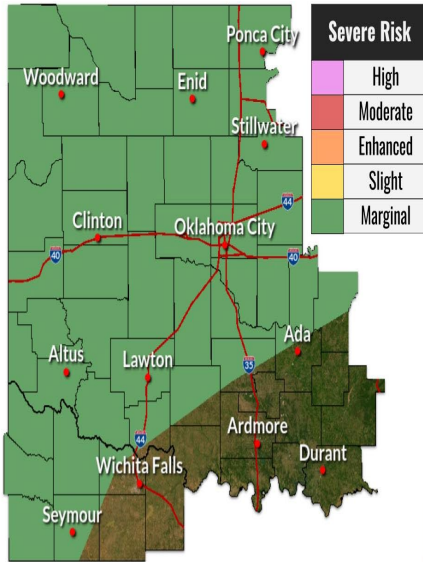 Ponca City
Severe Risk
Woodward
Enid
High
Moderate
Stillwater
Enhanced
Slight
44
Marginal
Clinton
Oklahoma City
40
40
Altus
Lawton
Ada
35
44
Ardmore
Durant
Wichita Falls
Seymour